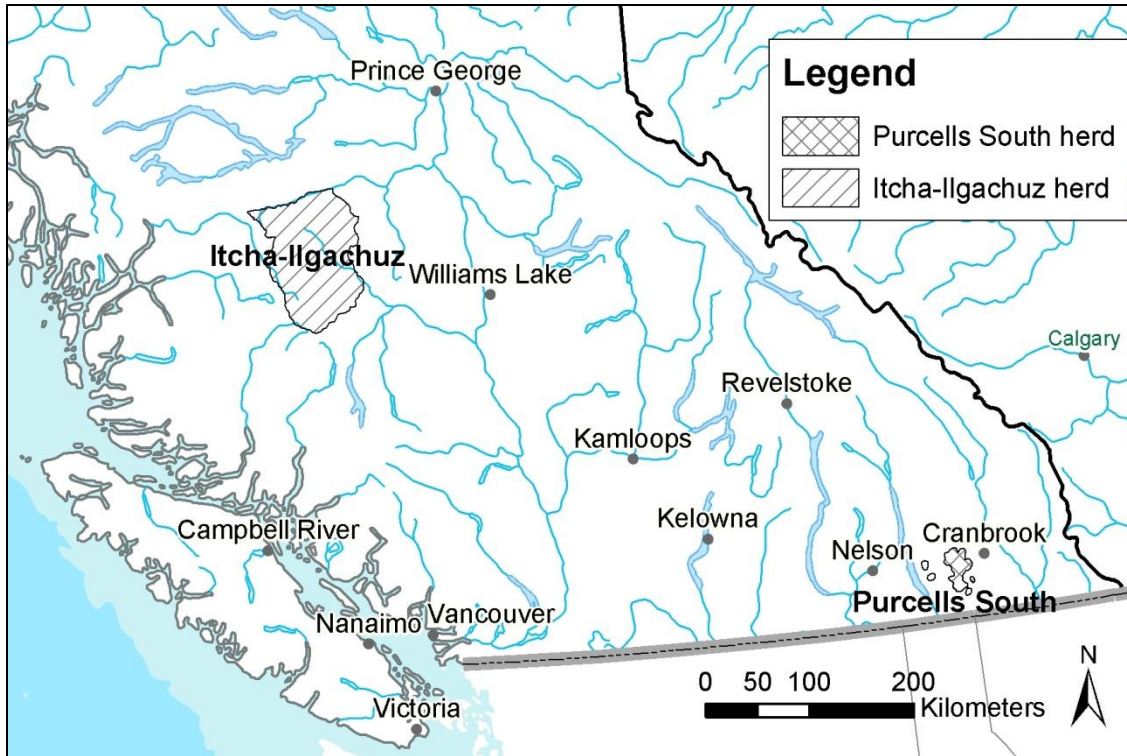 Prince George
Legend
Purcells South herd
Itcha-Ilgachuz herd
Itcha-Ilgachuz
Williams Lake
Calgary
Revelstoke
Kamloops
Kelowna
Campbell River
Nelson
Cranbrook
Purcells South
Vancouver
Nanaimo
Victoria
N
0 50 100 200
Kilometers